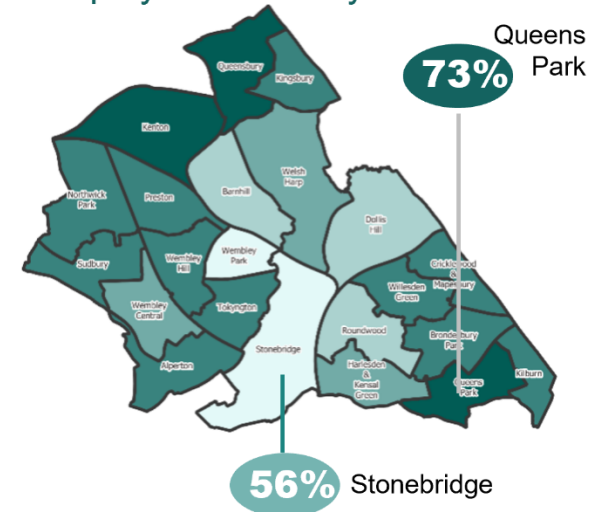 Queens
Park
73%
Queensbury
Kingsbury
Kenton
Welsh
Harp
Barnhill
Northwick
Park
Preston
Dollis
Hill
Sudbury
Wembley
Hill
Wembley
Park
Cricklewood
&
Mapesbury
Willesden
Green
Wembley
Central
Tokyngton
Roundwood
Brondesbury
Park
Stonebridge
Alperton
Harlesden
&
Kensal
Green
Queens
Park
Kilburn
56%
Stonebridge